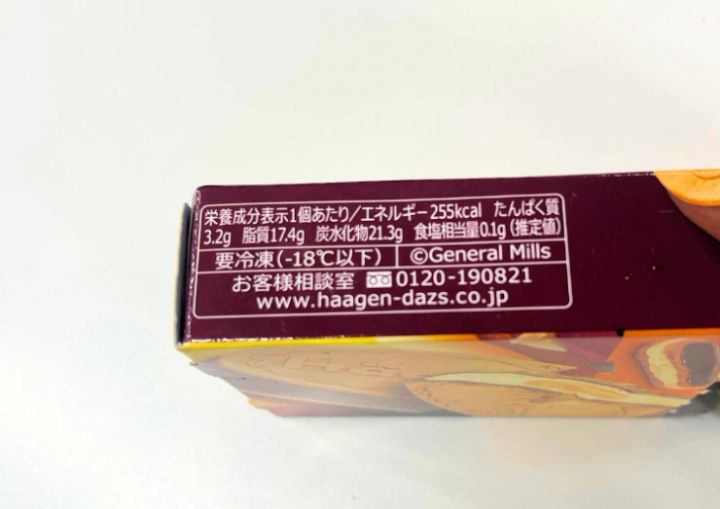 栄養成分表示1個あたり/エネルギー255kcal たんぱく質
3.2g 脂質17.4g 炭水化物21.3g 食塩相当量0.1g(推定値)
要冷凍(-18℃以下) ©General Mills
お客様相談室 0120-190821
www.haagen-dazs.co.jp